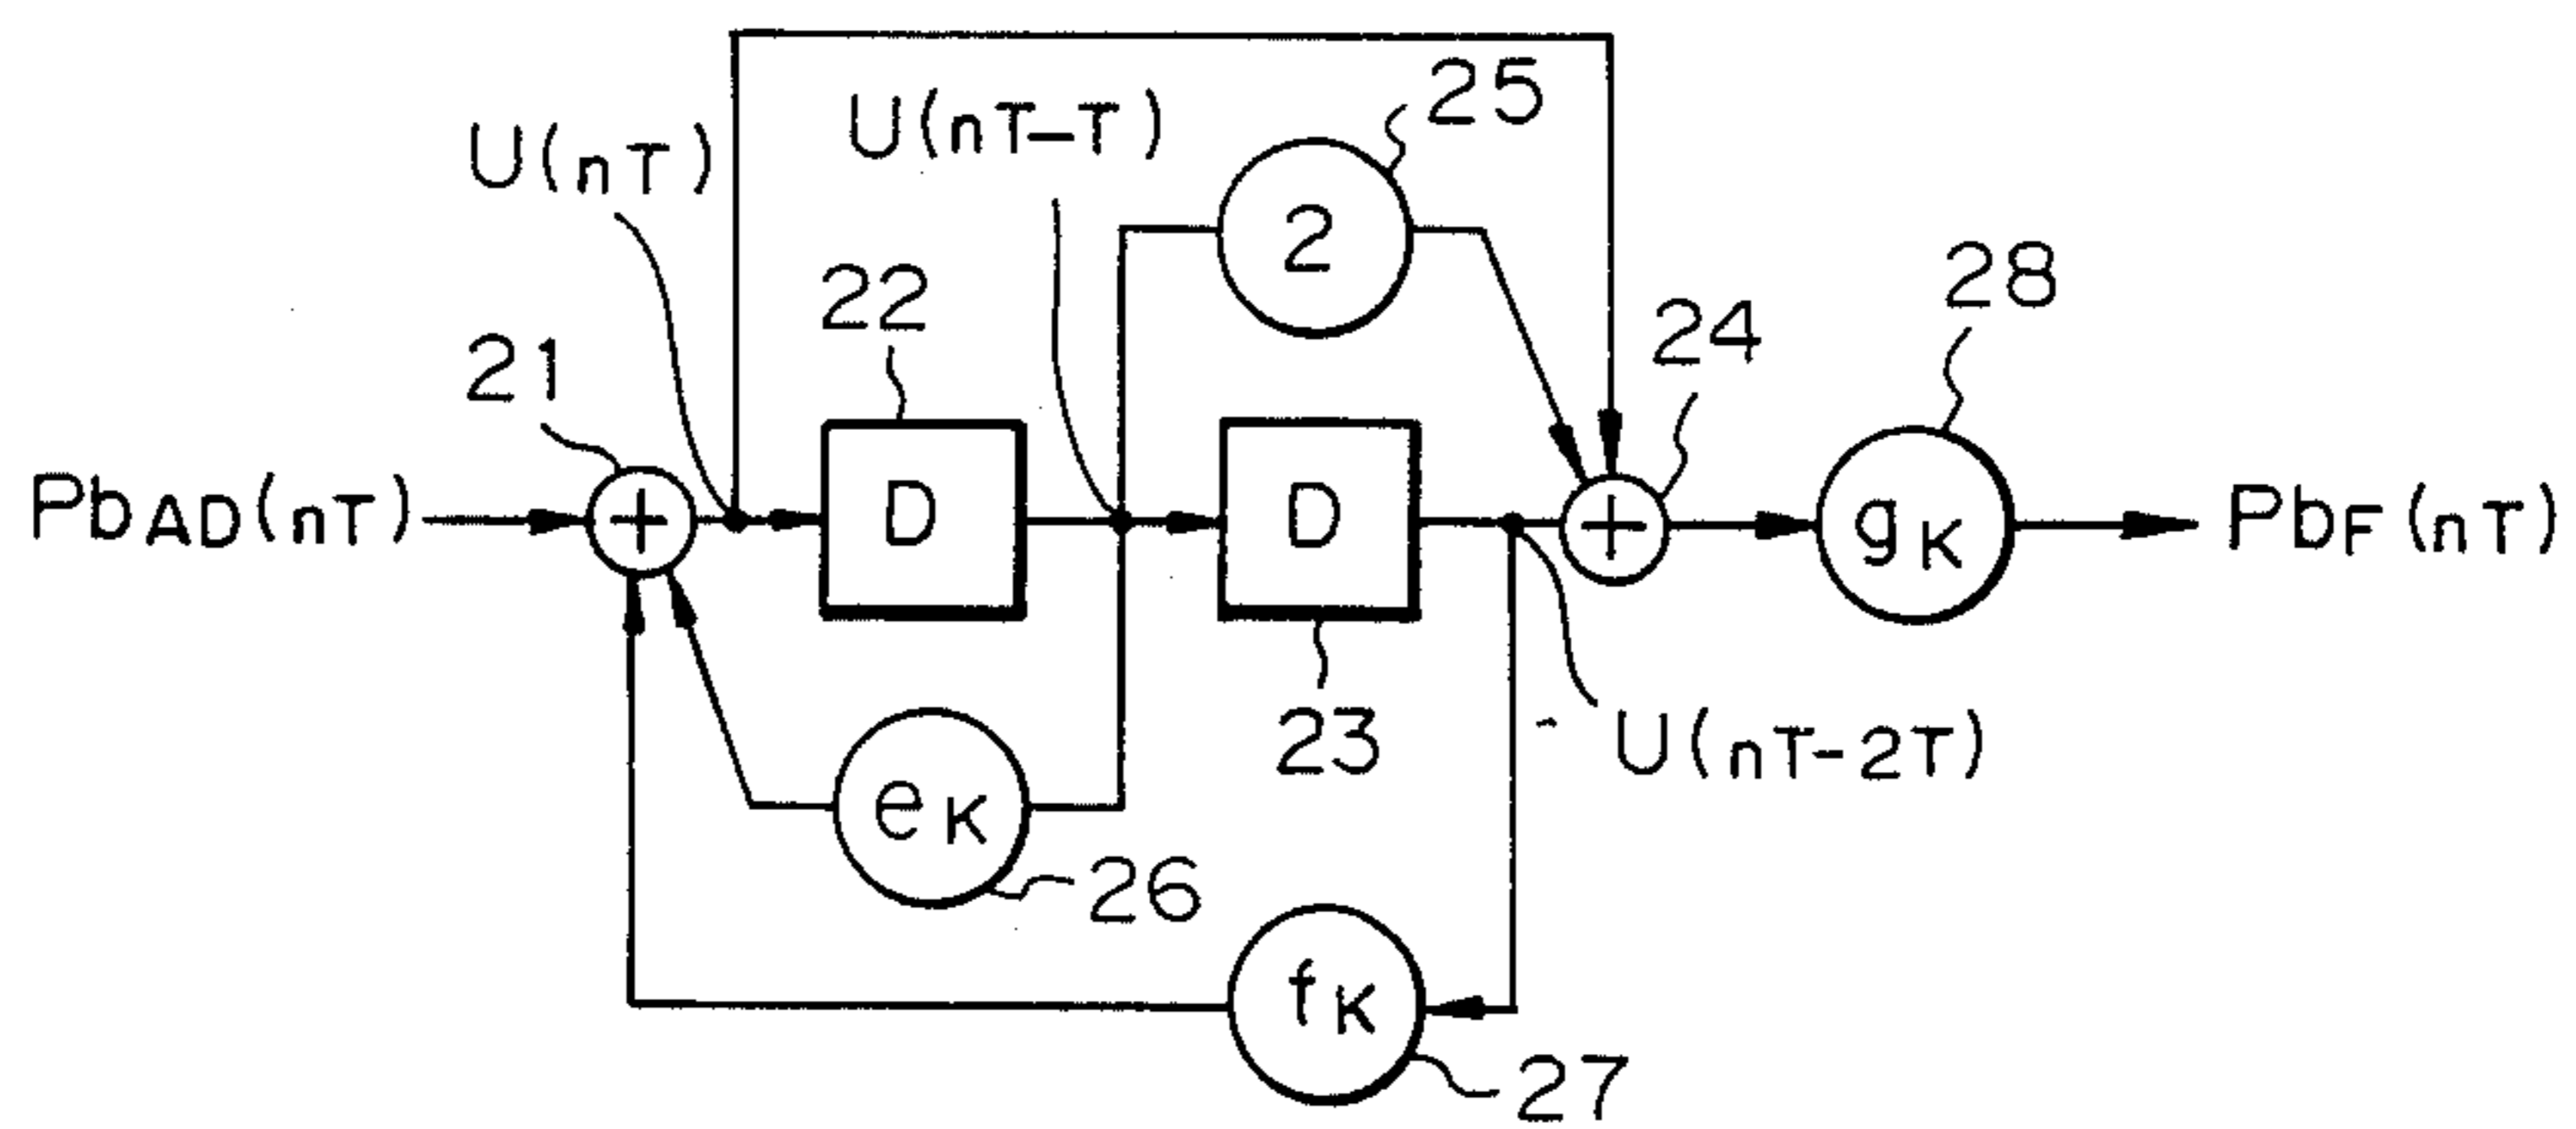 25
U(nT-T)
U(nT)
2
28
22
24
21
PbAD(nT)
D
D
gK
PbF(nT)
23
U(nT-2T)
eK
26
fK
27